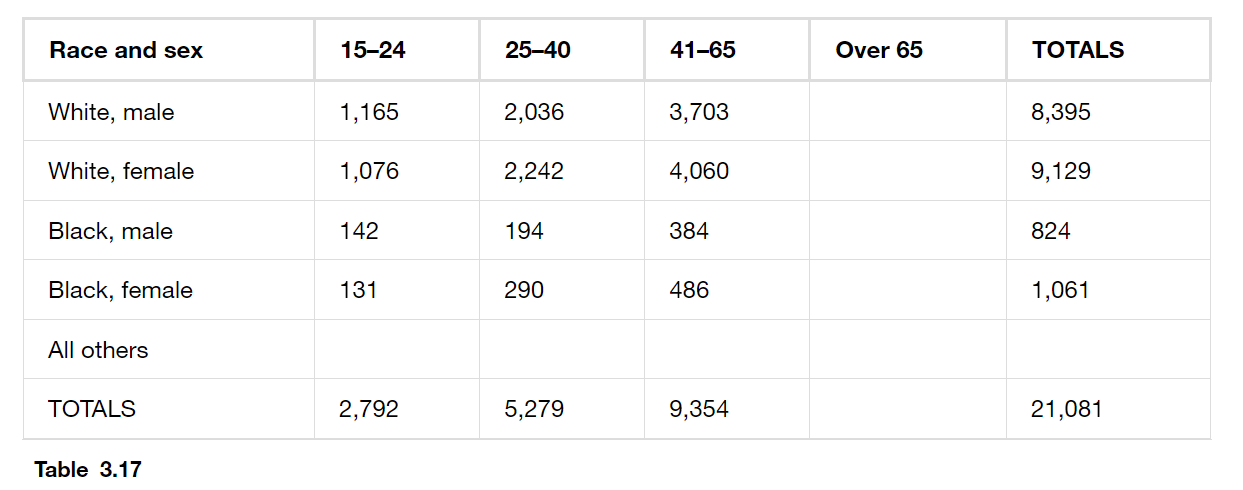 Race and sex 15–24 25–40 41–65 Over 65 TOTALS
White, male 1,165 2,036 3,703 8,395
White, female 1,076 2,242 4,060 9,129
Black, male 142 194 384 824
Black, female 131 290 486 1,061
All others
TOTALS 2,792 5,279 9,354 21,081
Table 3.17